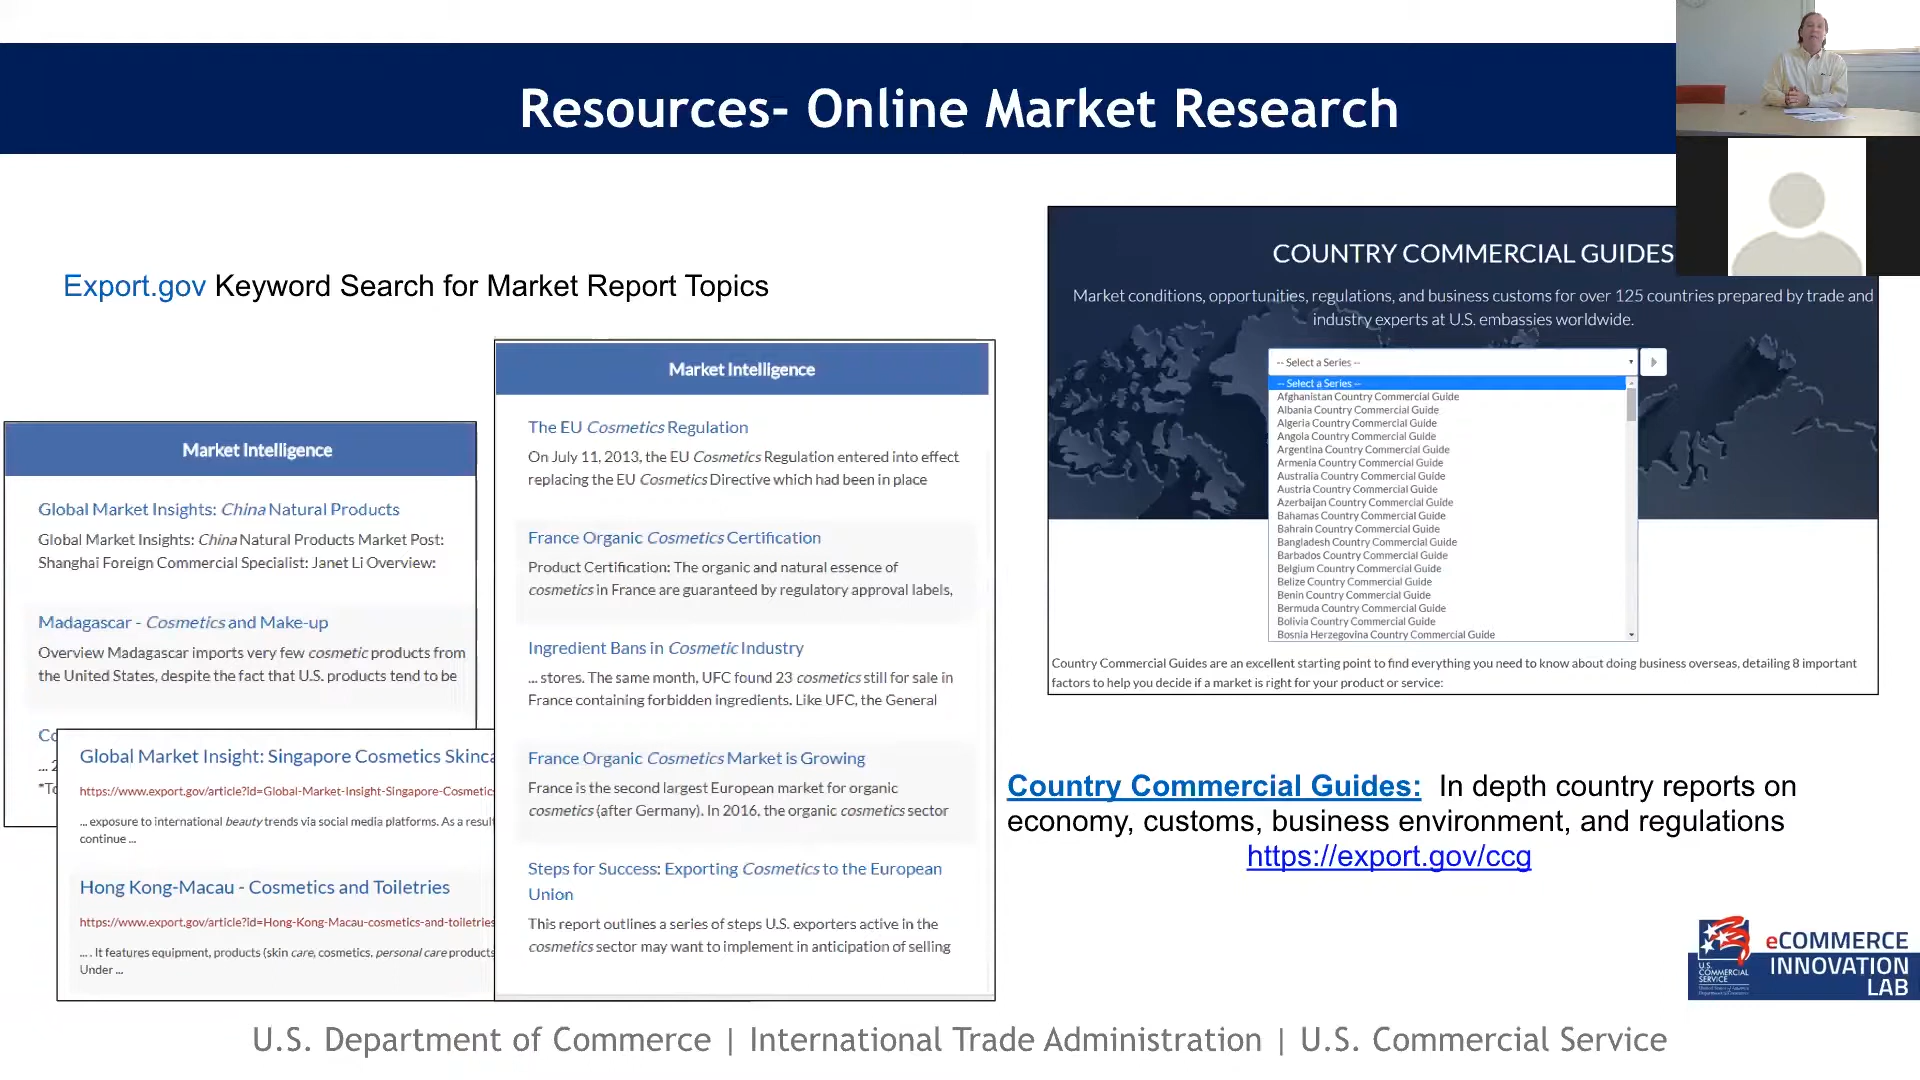 Resources- Online Market Research
Export.gov Keyword Search for Market Report Topics
Market Intelligence
Global Market Insights: China Natural Products
Global Market Insights: China Natural Products Market Post:
Shanghai Foreign Commercial Specialist: Janet Li Overview:
Madagascar - Cosmetics and Make-up
Overview Madagascar imports very few cosmetic products from
the United States, despite the fact that U.S. products tend to be
Co
... 2
"To
Global Market Insight: Singapore Cosmetics Skinca
https://www.export.gov/article?id=Global-Market-Insight-Singapore-Cosmetics
... exposure to international beauty trends via social media platforms. As a result
continue ...
Hong Kong-Macau - Cosmetics and Toiletries
https://www.export.gov/article?id=Hong-Kong-Macau-cosmetics-and-toiletries
... . It features equipment, products (skin care, cosmetics, personal care products
Under ...
Market Intelligence
The EU Cosmetics Regulation
On July 11, 2013, the EU Cosmetics Regulation entered into effect
replacing the EU Cosmetics Directive which had been in place
France Organic Cosmetics Certification
Product Certification: The organic and natural essence of
cosmetics in France are guaranteed by regulatory approval labels,
Ingredient Bans in Cosmetic Industry
... stores. The same month, UFC found 23 cosmetics still for sale in
France containing forbidden ingredients. Like UFC, the General
France Organic Cosmetics Market is Growing
France is the second largest European market for organic
cosmetics (after Germany). In 2016, the organic cosmetics sector
Steps for Success: Exporting Cosmetics to the European
Union
This report outlines a series of steps U.S. exporters active in the
cosmetics sector may want to implement in anticipation of selling
COUNTRY COMMERCIAL GUIDES
Market conditions, opportunities, regulations, and business customs for over 125 countries prepared by trade and
industry experts at U.S. embassies worldwide.
-- Select a Series --
-- Select a Series --
Afghanistan Country Commercial Guide
Albania Country Commercial Guide
Algeria Country Commercial Guide
Angola Country Commercial Guide
Argentina Country Commercial Guide
Armenia Country Commercial Guide
Australia Country Commercial Guide
Austria Country Commercial Guide
Azerbaijan Country Commercial Guide
Bahamas Country Commercial Guide
Bahrain Country Commercial Guide
Bangladesh Country Commercial Guide
Barbados Country Commercial Guide
Belgium Country Commercial Guide
Belize Country Commercial Guide
Benin Country Commercial Guide
Bermuda Country Commercial Guide
Bolivia Country Commercial Guide
Bosnia Herzegovina Country Commercial Guide
Country Commercial Guides are an excellent starting point to find everything you need to know about doing business overseas, detailing 8 important
factors to help you decide if a market is right for your product or service:
Country Commercial Guides: In depth country reports on
economy, customs, business environment, and regulations
https://export.gov/ccg
U.S.
COMMERCIAL
SERVICE
eCOMMERCE
INNOVATION
LAB
U.S. Department of Commerce | International Trade Administration | U.S. Commercial Service